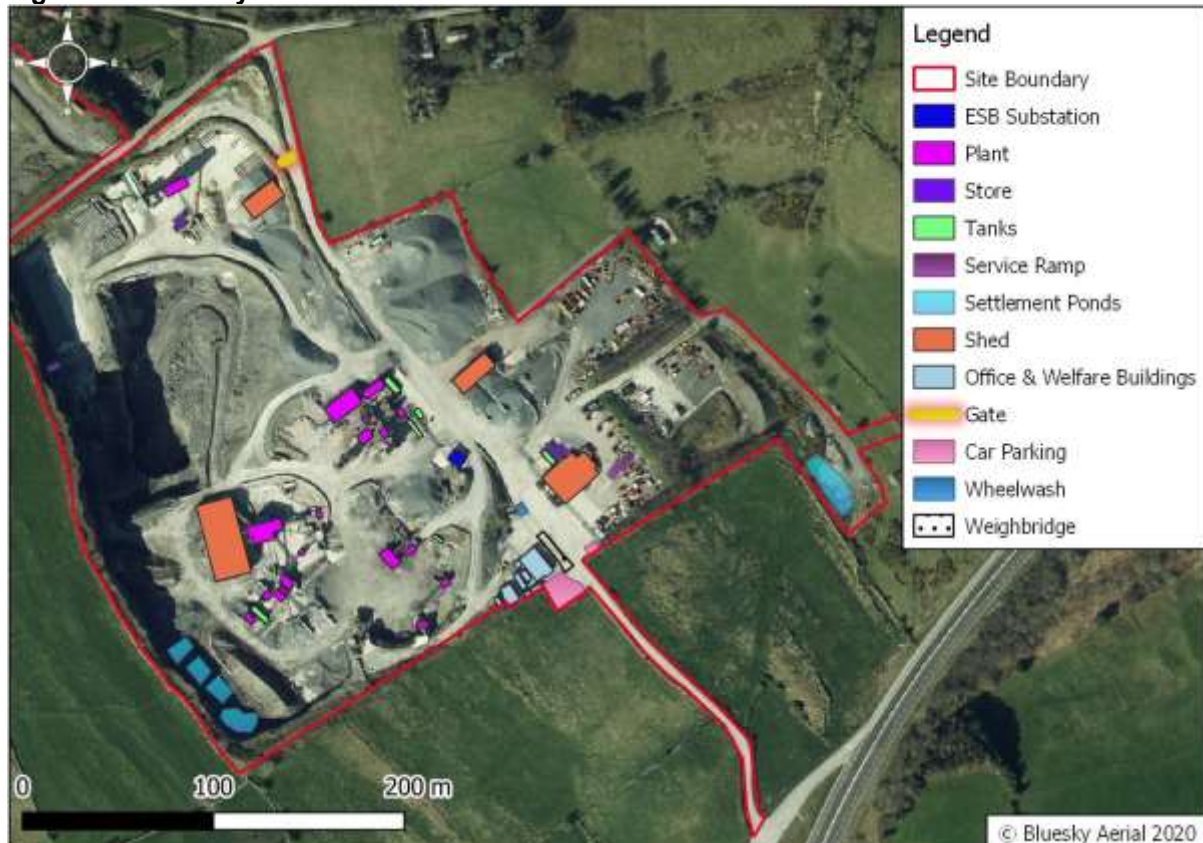 Legend
Site Boundary
ESB Substation
Plant
Store
Tanks
Service Ramp
Settlement Ponds
Shed
Office & Welfare Buildings
Gate
Car Parking
Wheelwash
Weighbridge
0 100 200 m
© Bluesky Aerial 2020